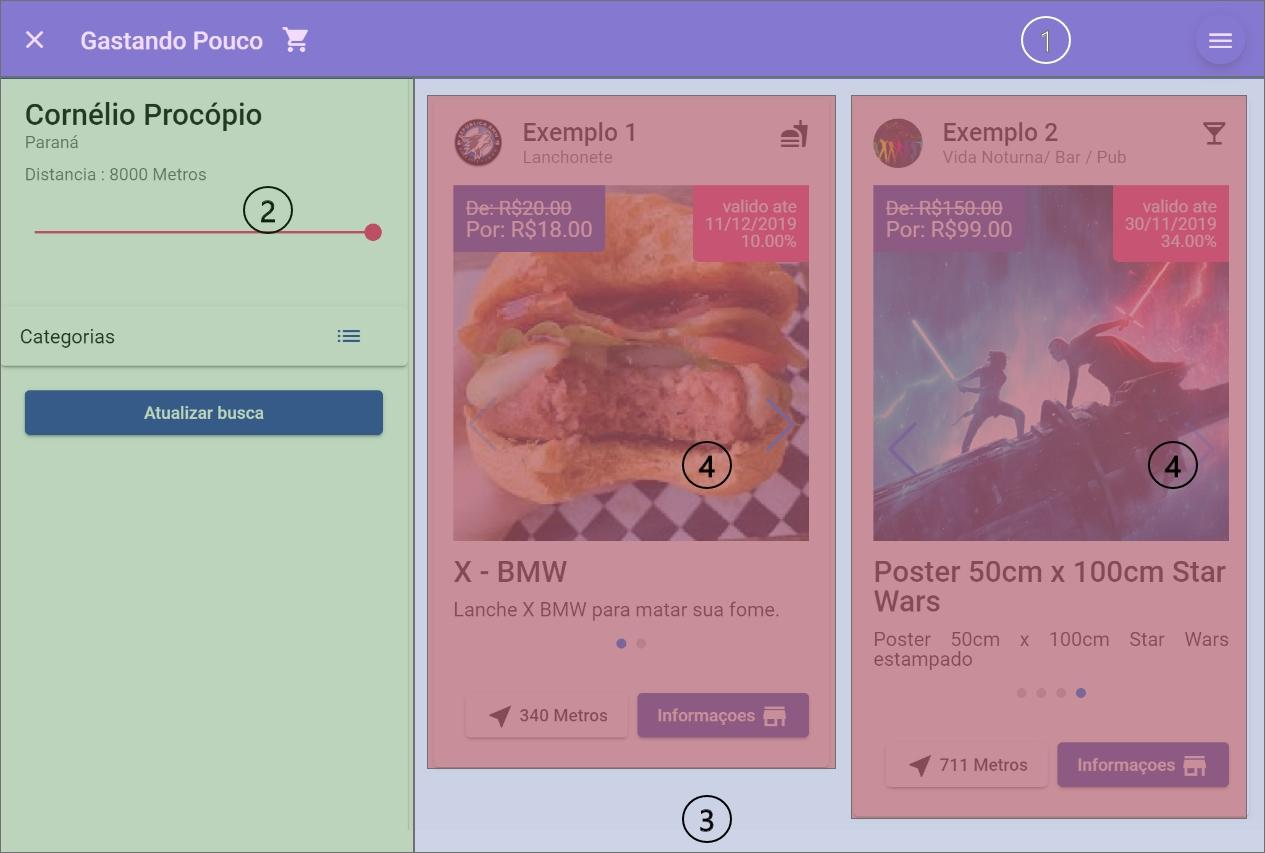 Gastando Pouco
1
Cornélio Procópio
Paraná
Distancia : 8000 Metros
2
Categorias
Atualizar busca
Exemplo 1
Lanchonete
De: R$20.00
Por: R$18.00
valido ate
11/12/2019
10.00%
4
X - BMW
Lanche X BMW para matar sua fome.
340 Metros
Informaçoes
Exemplo 2
Vida Noturna/ Bar / Pub
De: R$150.00
Por: R$99.00
valido ate
30/11/2019
34.00%
4
Poster 50cm x 100cm Star
Wars
Poster 50cm x 100cm Star Wars
estampado
711 Metros
Informaçoes
3